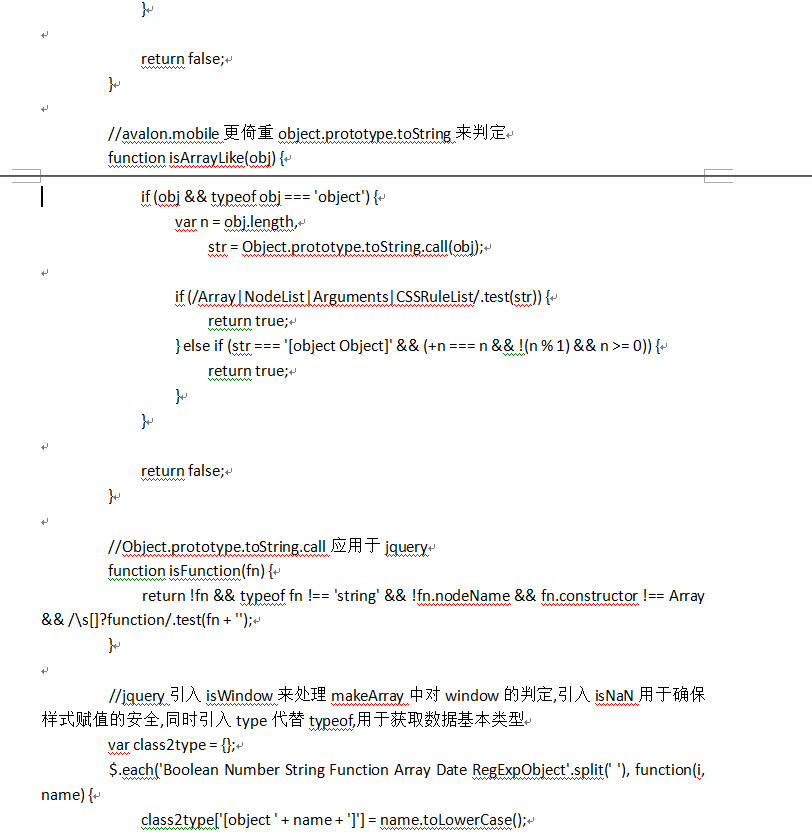 }
return false;
}
//avalon.mobile 更倚重 object.prototype.toString 来判定
function isArrayLike(obj) {
if (obj && typeof obj === 'object') {
var n = obj.length,
str = Object.prototype.toString.call(obj);
if (/Array|NodeList|Arguments|CSSRuleList/.test(str)) {
return true;
} else if (str === '[object Object]' && (+n === n && !(n % 1) && n >= 0)) {
return true;
}
}
return false;
}
//Object.prototype.toString.call 应用于 jquery
function isFunction(fn) {
return !fn && typeof fn !== 'string' && !fn.nodeName && fn.constructor !== Array
&& /\s[]?function/.test(fn + '');
}
//jquery 引入 isWindow 来处理 makeArray 中对 window 的判定,引入 isNaN 用于确保
样式赋值的安全,同时引入 type 代替 typeof,用于获取数据基本类型
var class2type = {};
$.each('Boolean Number String Function Array Date RegExpObject'.split(' '), function(i,
name) {
class2type['[object ' + name + ']'] = name.toLowerCase();